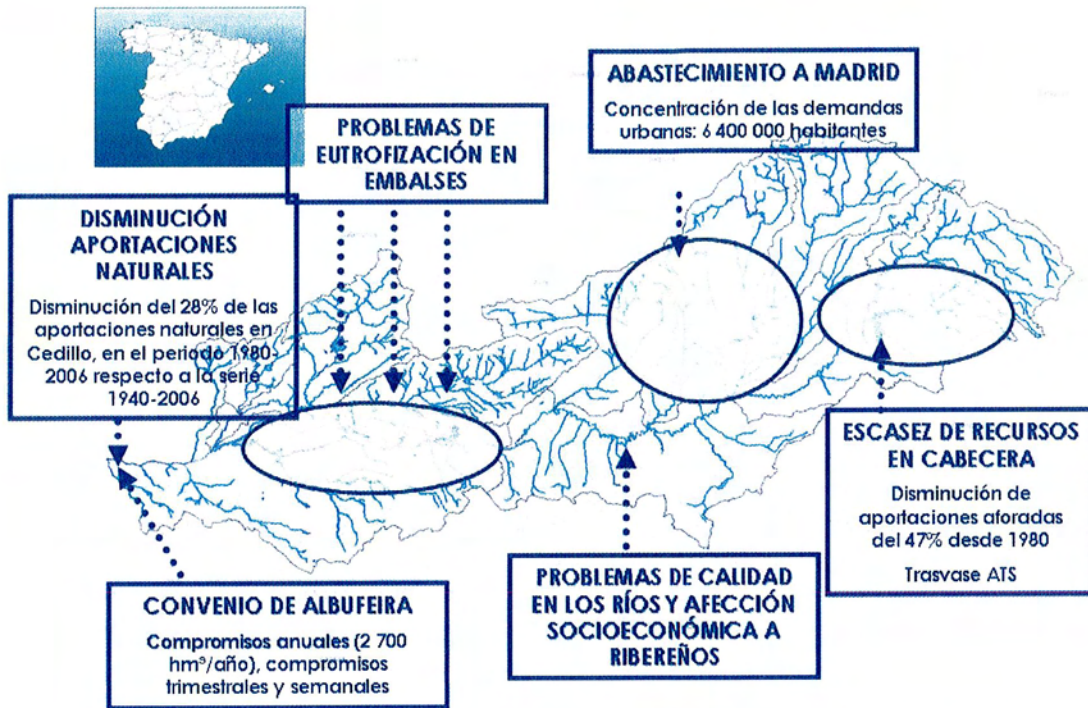 ABASTECIMIENTO A MADRID
Concentración de las demandas
urbanas: 6 400 000 habitantes
PROBLEMAS DE
EUTROFIZACIÓN EN
EMBALSES
DISMINUCIÓN
APORTACIONES
NATURALES
Disminución del 28% de las
aportaciones naturales en
Cedillo, en el periodo 1980-
2006 respecto a la serie
1940-2006
ESCASEZ DE RECURSOS
EN CABECERA
Disminución de
aportaciones aforadas
del 47% desde 1980
Trasvase ATS
PROBLEMAS DE CALIDAD
EN LOS RÍOS Y AFECCIÓN
SOCIOECONÓMICA A
RIBEREÑOS
CONVENIO DE ALBUFEIRA
Compromisos anuales (2 700
hm³/año), compromisos
trimestrales y semanales